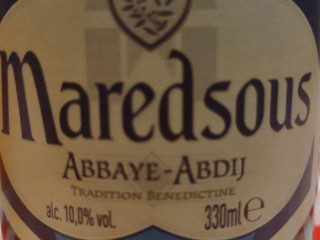 Maredsous
ABBAYE-ABDIJ
TRADITION BENEDICTINE
alc. 10,0% vol. 330ml e